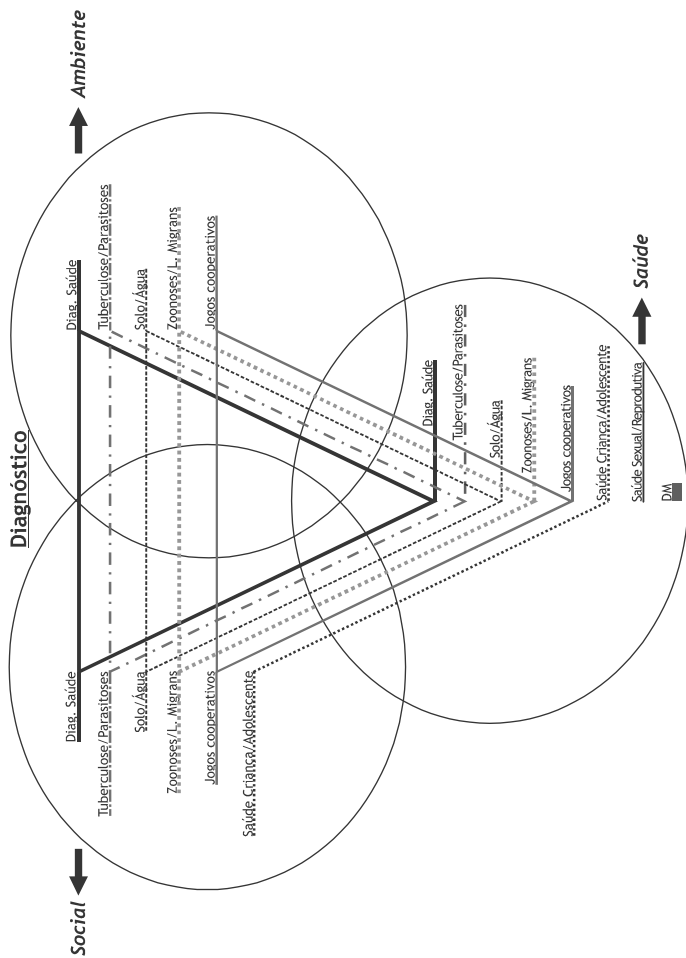 Diagnóstico
Social
Ambiente
Diag. Saúde
Tuberculose/Parasitoses
Solo/Água
Zoonoses/L. Migrans
Jogos cooperativos
Saúde Criança/Adolescente
Diag. Saúde
Tuberculose/Parasitoses
Solo/Água
Zoonoses/L. Migrans
Jogos cooperativos
Diag. Saúde
Tuberculose/Parasitoses
Solo/Água
Zoonoses/L. Migrans
Jogos cooperativos
Saúde Criança/Adolescente
Saúde Sexual/Reprodutiva
DM
Saúde